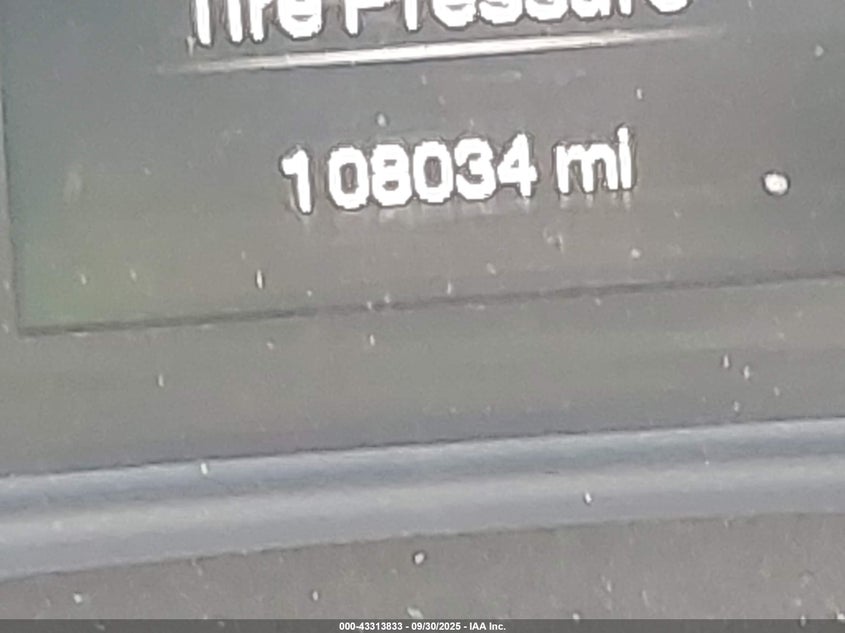 Tire Pressure
108034 mi
000-43313833 - 09/30/2025 - IAA Inc.